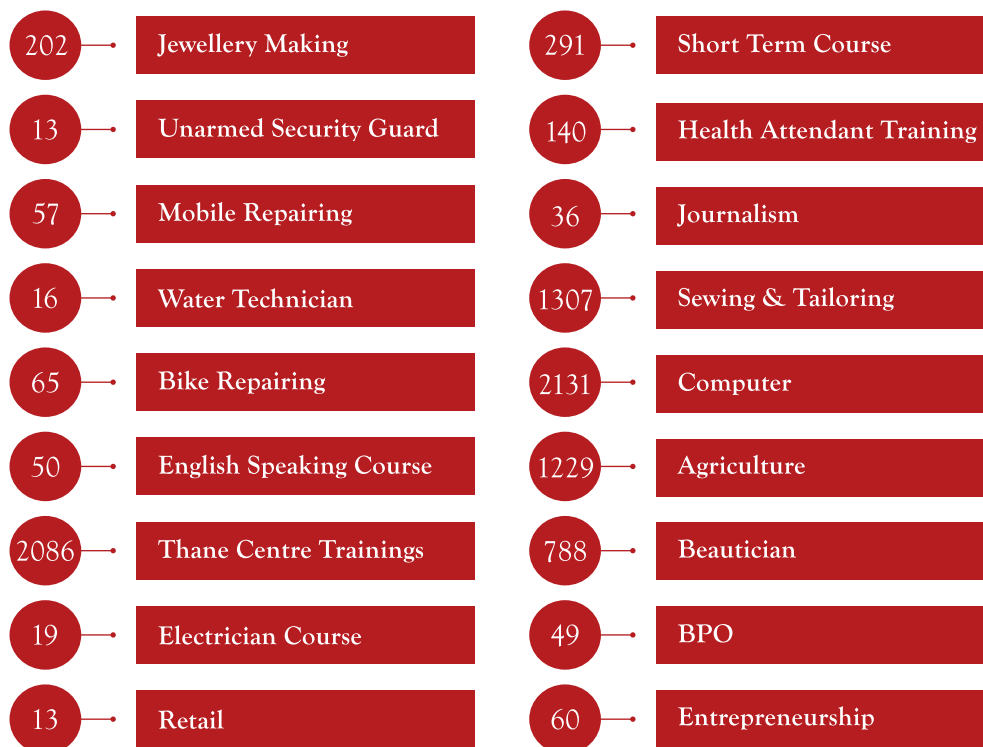 202 Jewellery Making
13 Unarmed Security Guard
57 Mobile Repairing
16 Water Technician
65 Bike Repairing
50 English Speaking Course
2086 Thane Centre Trainings
19 Electrician Course
13 Retail
291 Short Term Course
140 Health Attendant Training
36 Journalism
1307 Sewing & Tailoring
2131 Computer
1229 Agriculture
788 Beautician
49 BPO
60 Entrepreneurship